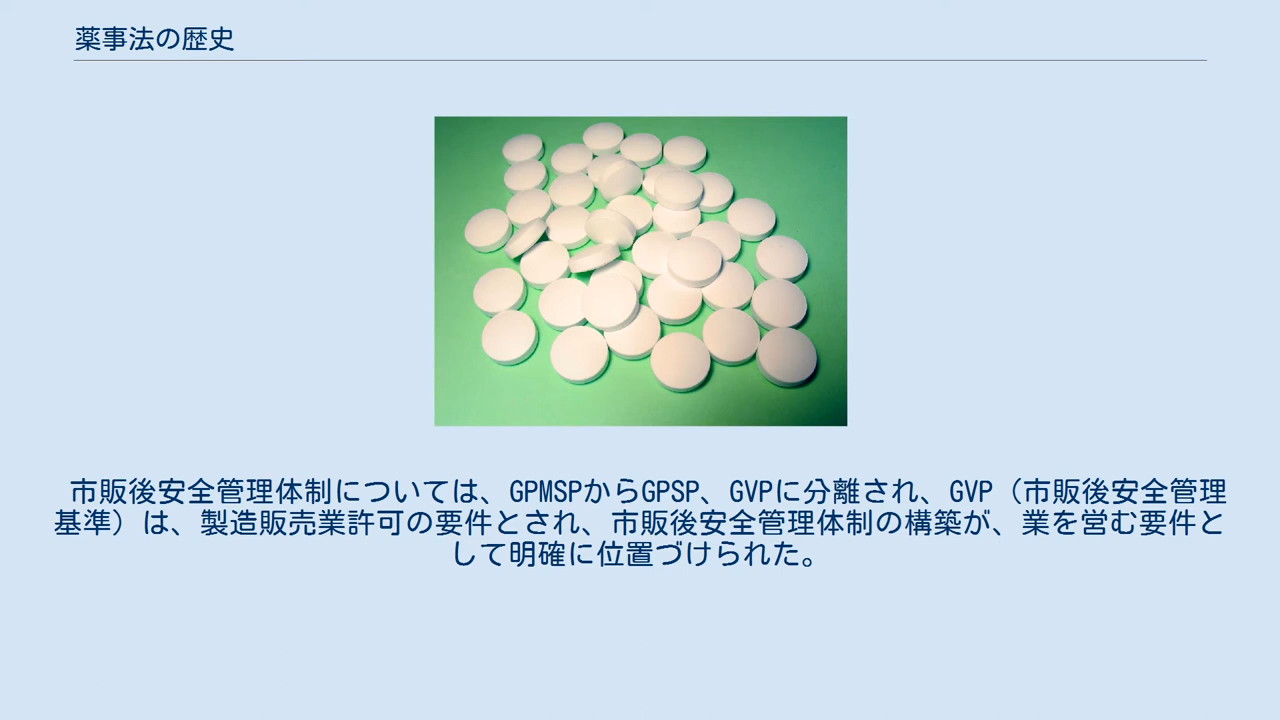 薬事法の歴史
市販後安全管理体制については、GPMSPからGPSP、GVPに分離され、GVP（市販後安全管理
基準）は、製造販売業許可の要件とされ、市販後安全管理体制の構築が、業を営む要件と
して明確に位置づけられた。